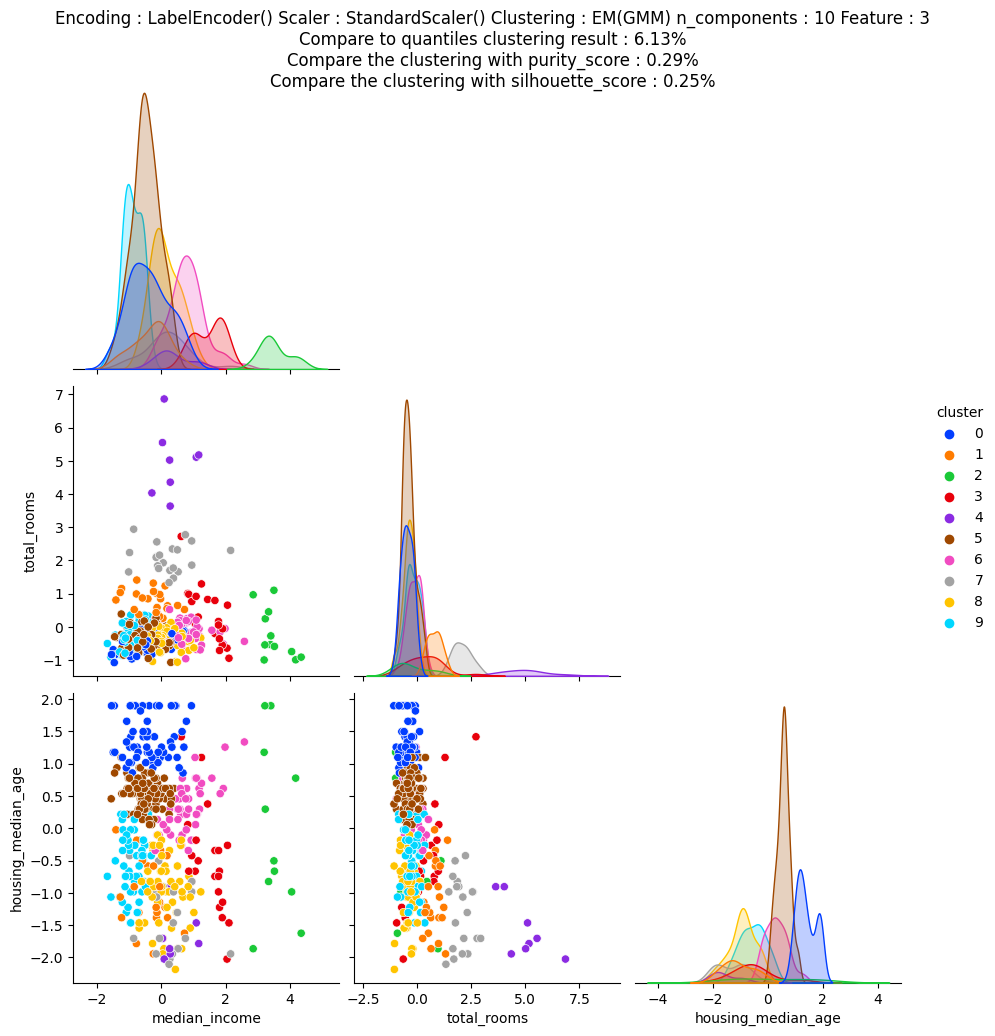 Encoding : LabelEncoder() Scaler : StandardScaler() Clustering : EM(GMM) n_components : 10 Feature : 3
Compare to quantiles clustering result : 6.13%
Compare the clustering with purity_score : 0.29%
Compare the clustering with silhouette_score : 0.25%
total_rooms
7
6
5
4
3
2
1
0
−1
cluster
0
1
2
3
4
5
6
7
8
9
housing_median_age
2.0
1.5
1.0
0.5
0.0
−0.5
−1.0
−1.5
−2.0
−2 0 2 4
median_income
−2.5 0.0 2.5 5.0 7.5
total_rooms
−4 −2 0 2 4
housing_median_age